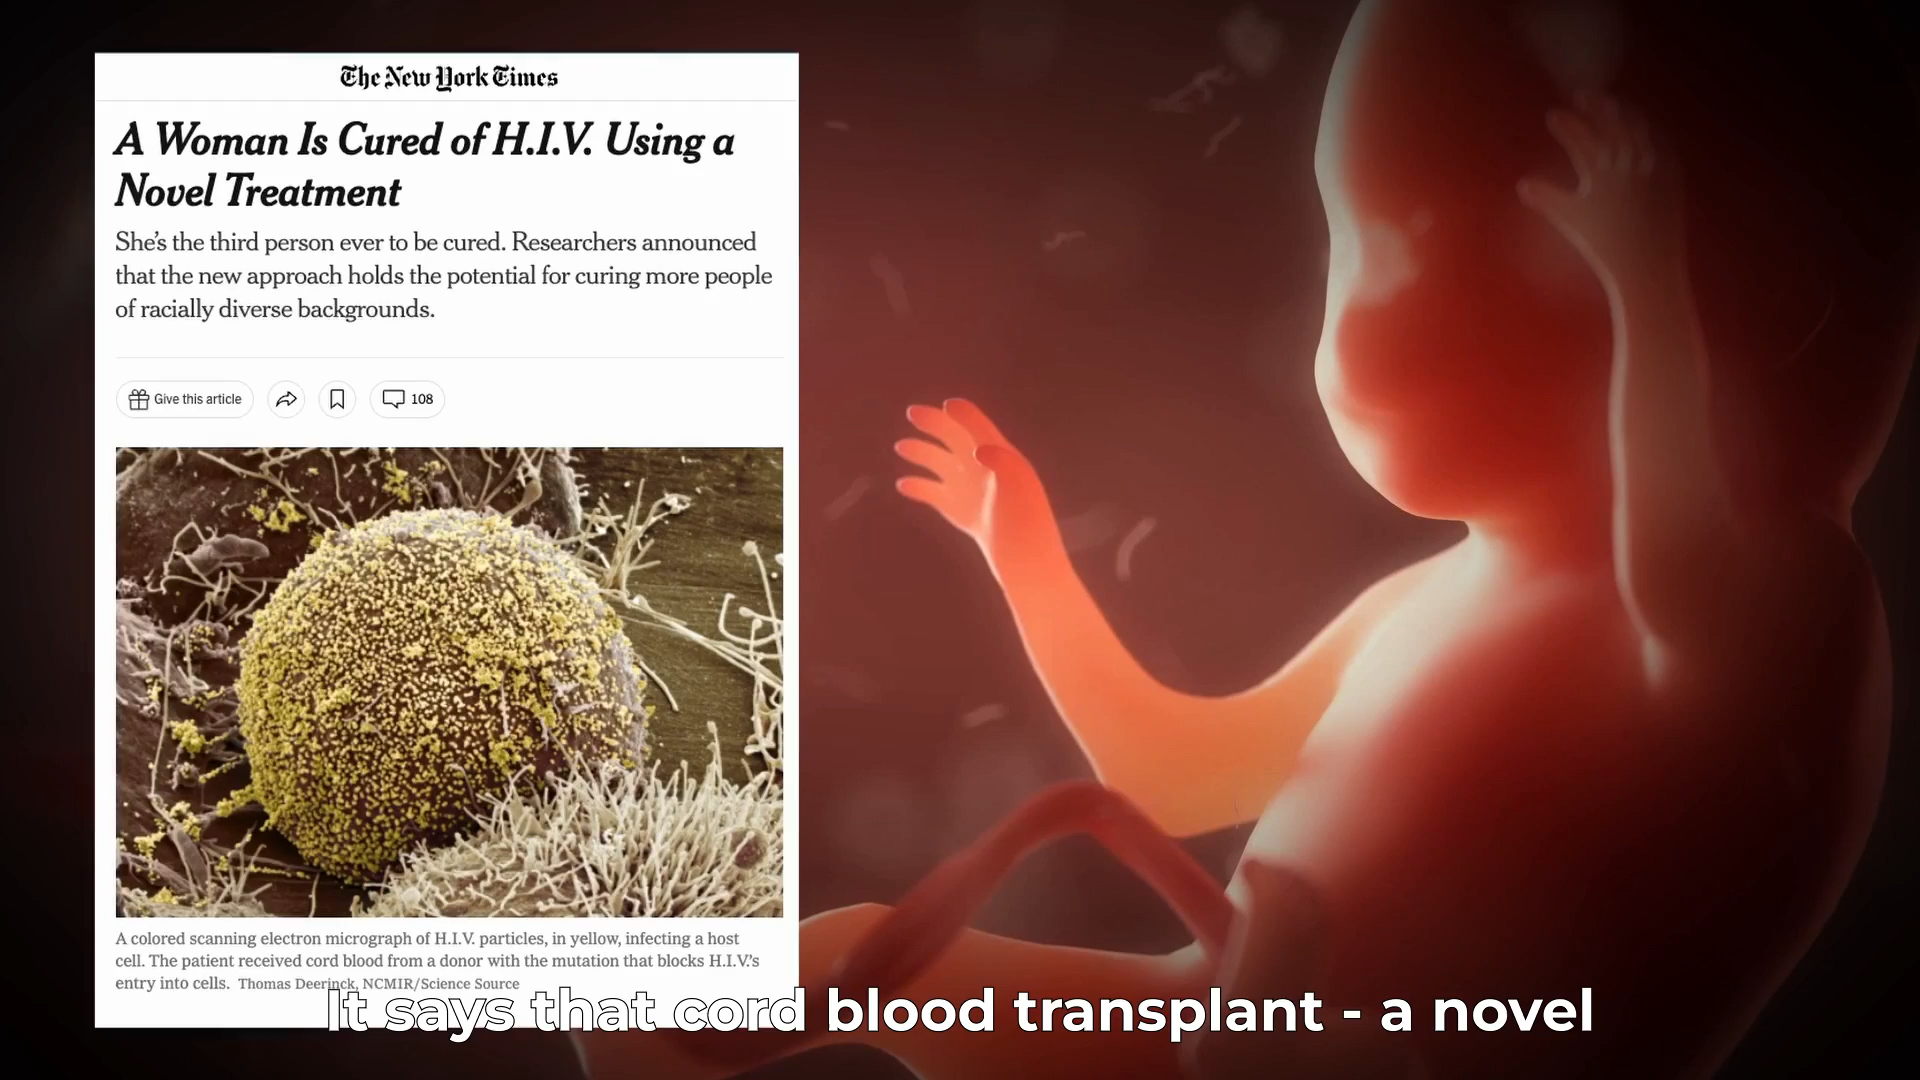 The New York Times
A Woman Is Cured of H.I.V. Using a
Novel Treatment
She's the third person ever to be cured. Researchers announced
that the new approach holds the potential for curing more people
of racially diverse backgrounds.
Give this article
108
A colored scanning electron micrograph of H.I.V. particles, in yellow, infecting a host
cell. The patient received cord blood from a donor with the mutation that blocks H.I.V.'s
entry into cells. Thomas Deerinck, NCMIR/Science Source
It says that cord blood transplant - a novel